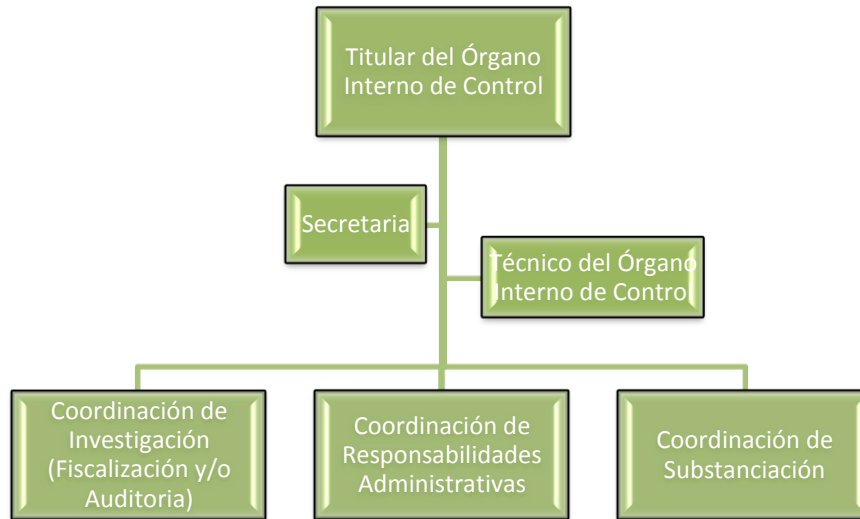 Titular del Órgano
Interno de Control
Secretaria
Técnico del Órgano
Interno de Control
Coordinación de
Investigación
(Fiscalización y/o
Auditoria)
Coordinación de
Responsabilidades
Administrativas
Coordinación de
Substanciación